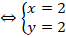 ⇔ { x = 2
y = 2